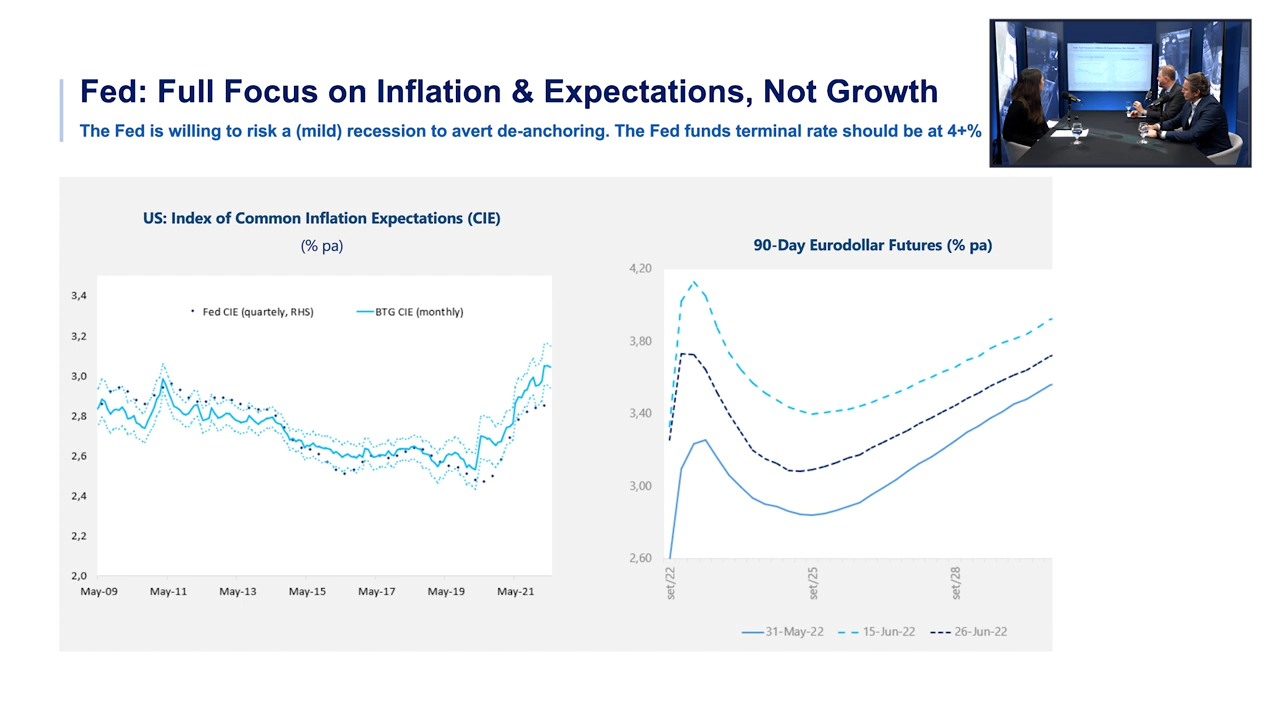 Fed: Full Focus on Inflation & Expectations, Not Growth
The Fed is willing to risk a (mild) recession to avert de-anchoring. The Fed funds terminal rate should be at 4+%
US: Index of Common Inflation Expectations (CIE)
(% pa)
3,4
3,2
3,0
2,8
2,6
2,4
2,2
2,0
Fed CIE (quartely, RHS)
BTG CIE (monthly)
May-09 May-11 May-13 May-15 May-17 May-19 May-21
90-Day Eurodollar Futures (% pa)
4,20
3,80
3,40
3,00
2,60
set/22
set/25
set/28
31-May-22 15-Jun-22 26-Jun-22